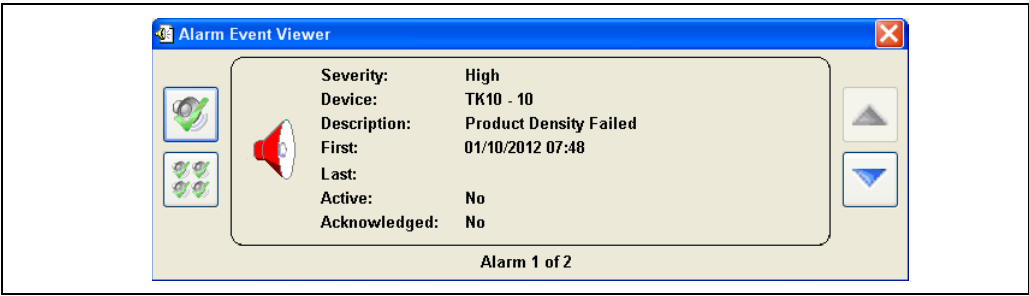 Alarm Event Viewer
Severity: High
Device: TK10 - 10
Description: Product Density Failed
First: 01/10/2012 07:48
Last:
Active: No
Acknowledged: No
Alarm 1 of 2